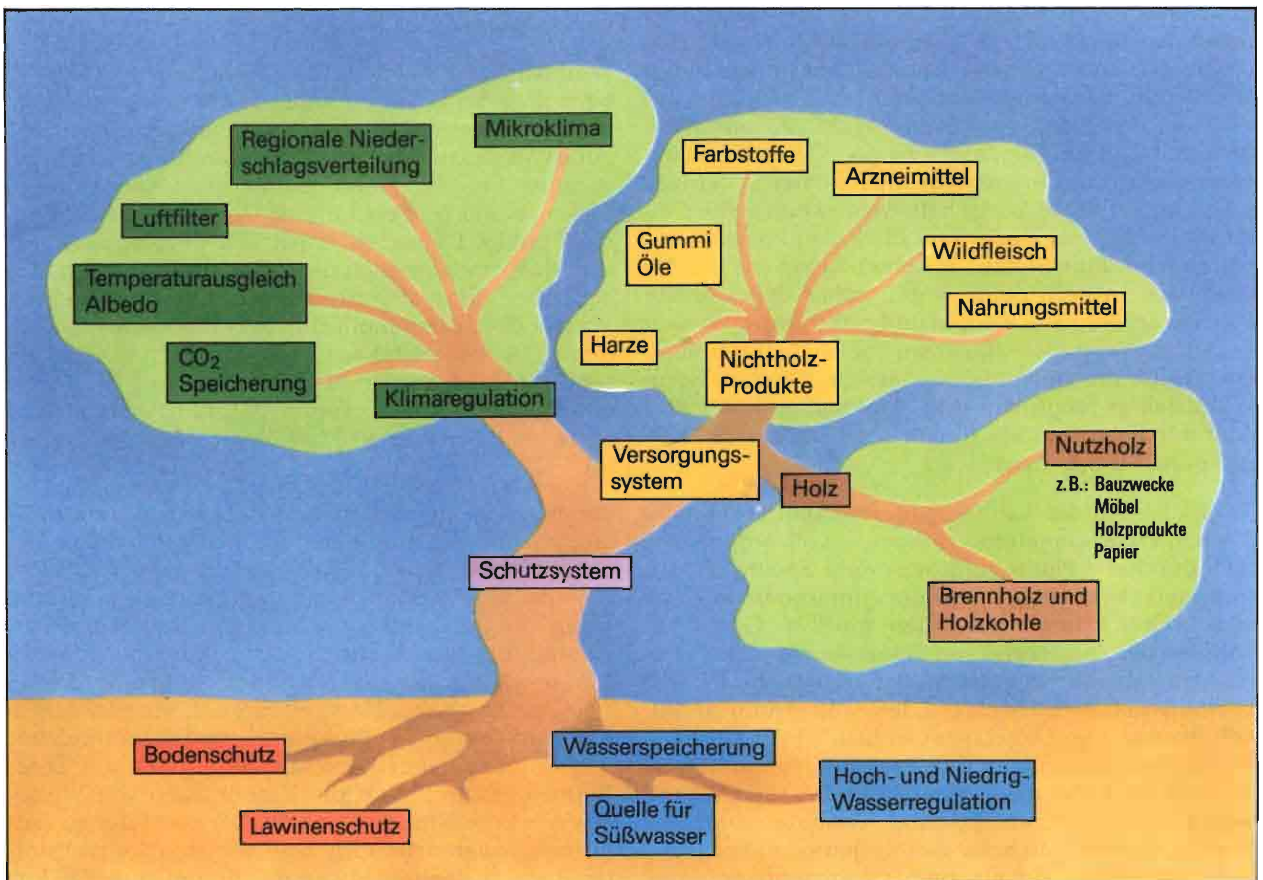 Regionale Nieder-
schlagsverteilung
Mikroklima
Luftfilter
Temperaturausgleich
Albedo
CO2
Speicherung
Klimaregulation
Farbstoffe
Arzneimittel
Gummi
Öle
Wildfleisch
Nahrungsmittel
Harze
Nichtholz-
Produkte
Versorgungs-
system
Holz
Nutzholz
z.B.: Bauzwecke
Möbel
Holzprodukte
Papier
Brennholz und
Holzkohle
Schutzsystem
Bodenschutz
Lawinenschutz
Wasserspeicherung
Quelle für
Süßwasser
Hoch- und Niedrig-
Wasserregulation